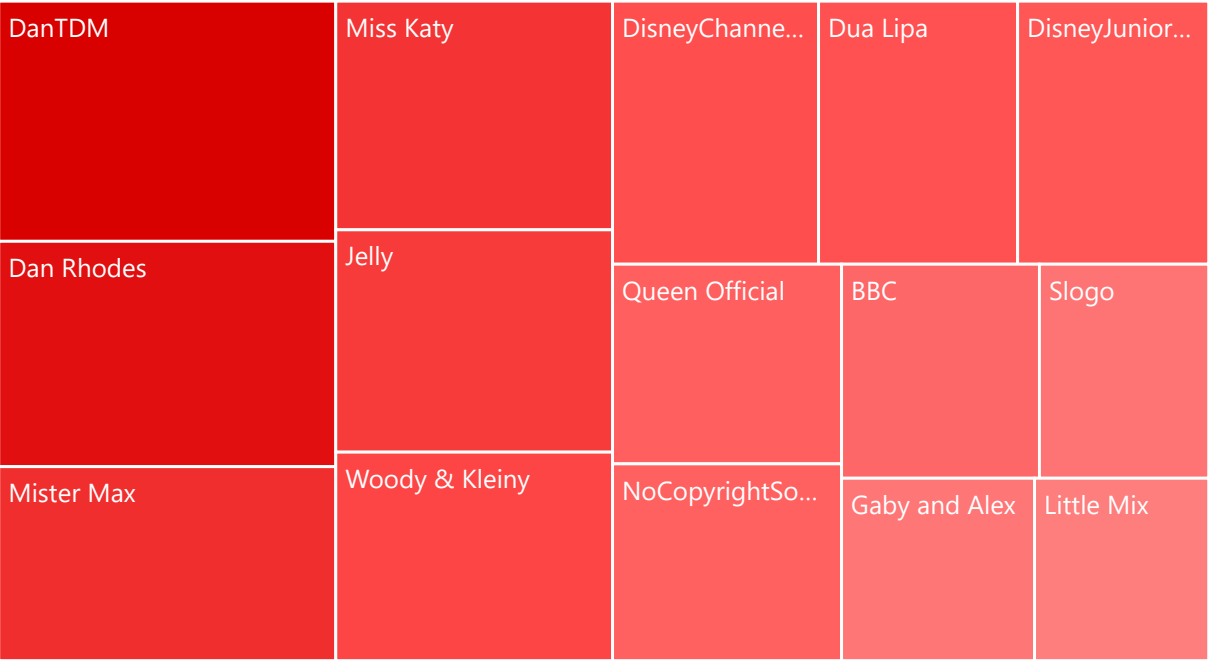 DanTDM
Dan Rhodes
Mister Max
Miss Katy
Jelly
Woody & Kleiny
DisneyChanne...
Dua Lipa
DisneyJunior...
Queen Official
NoCopyrightSo...
BBC
Slogo
Gaby and Alex
Little Mix